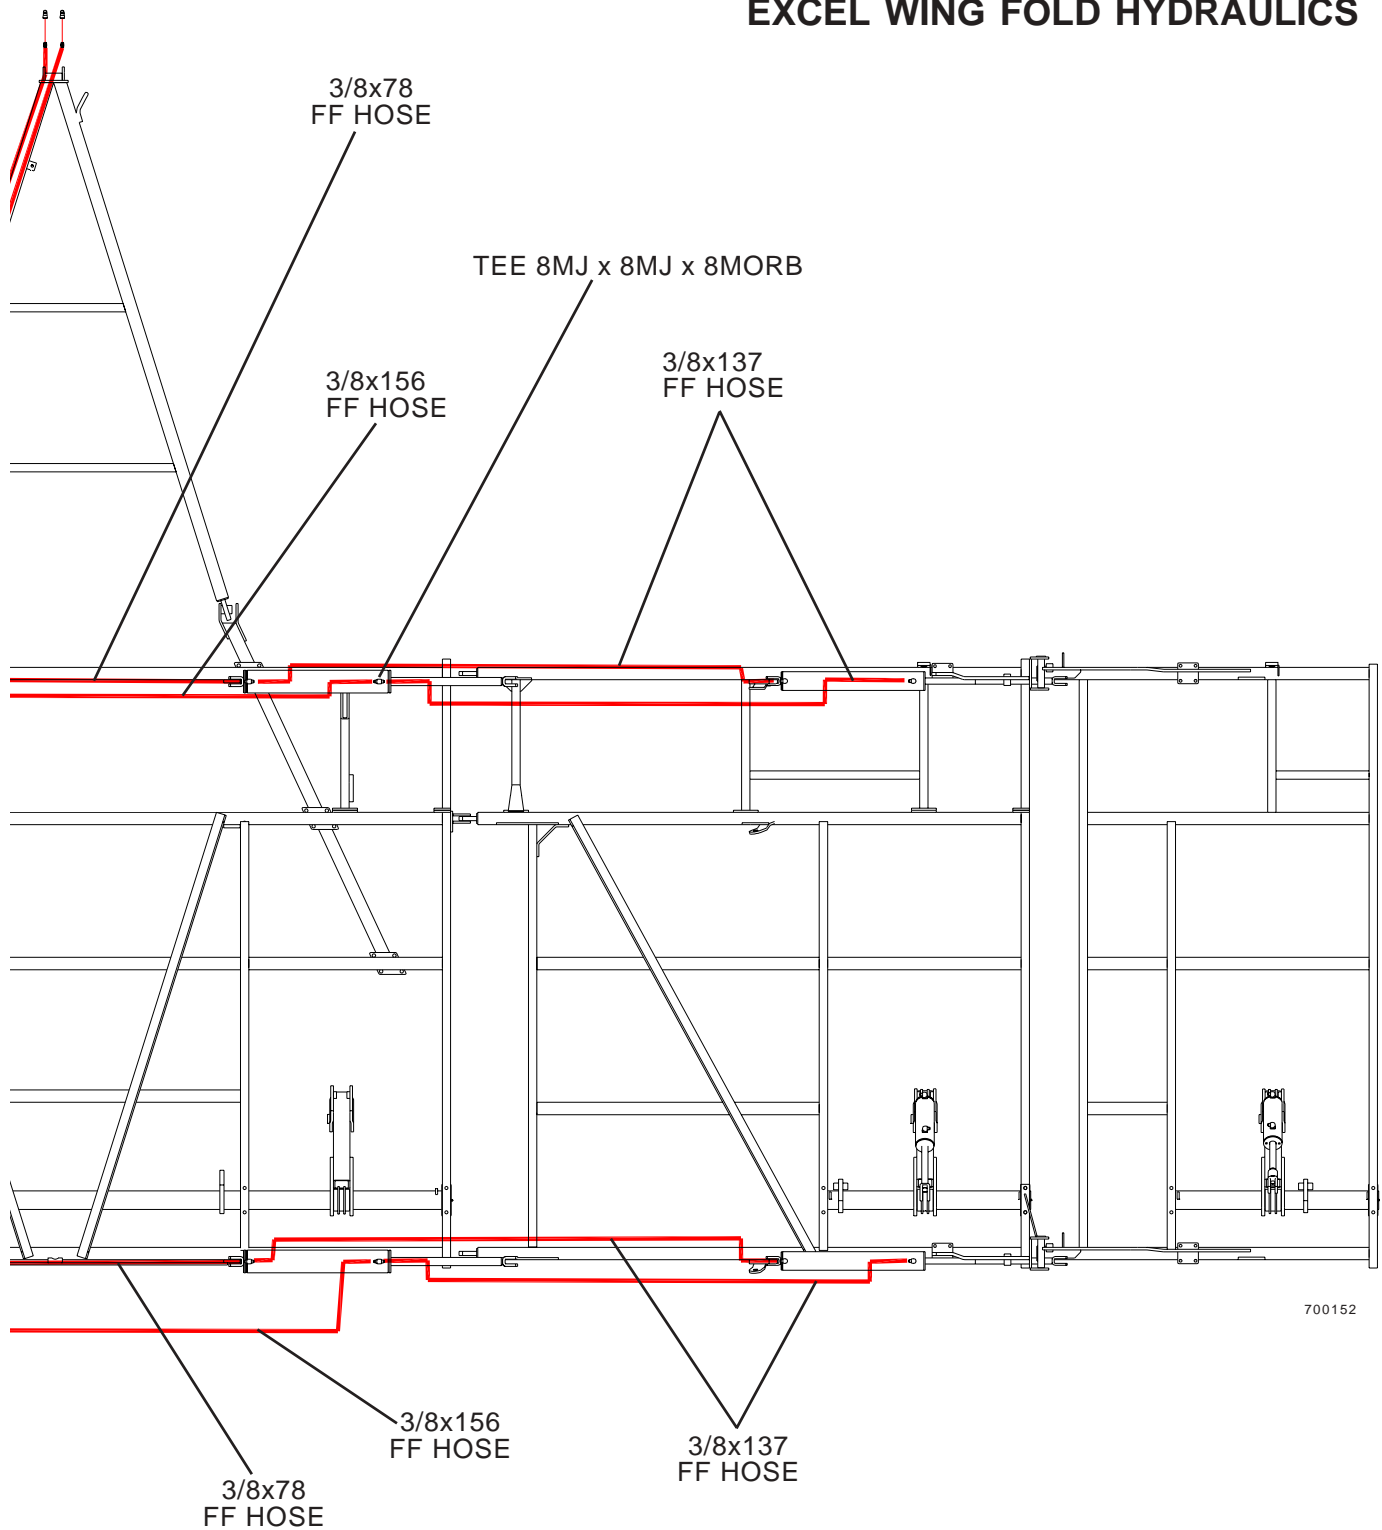 EXCEL WING FOLD HYDRAULICS
3/8x78
FF HOSE
TEE 8MJ x 8MJ x 8MORB
3/8x137
FF HOSE
3/8x156
FF HOSE
700152
3/8x156
FF HOSE
3/8x137
FF HOSE
3/8x78
FF HOSE